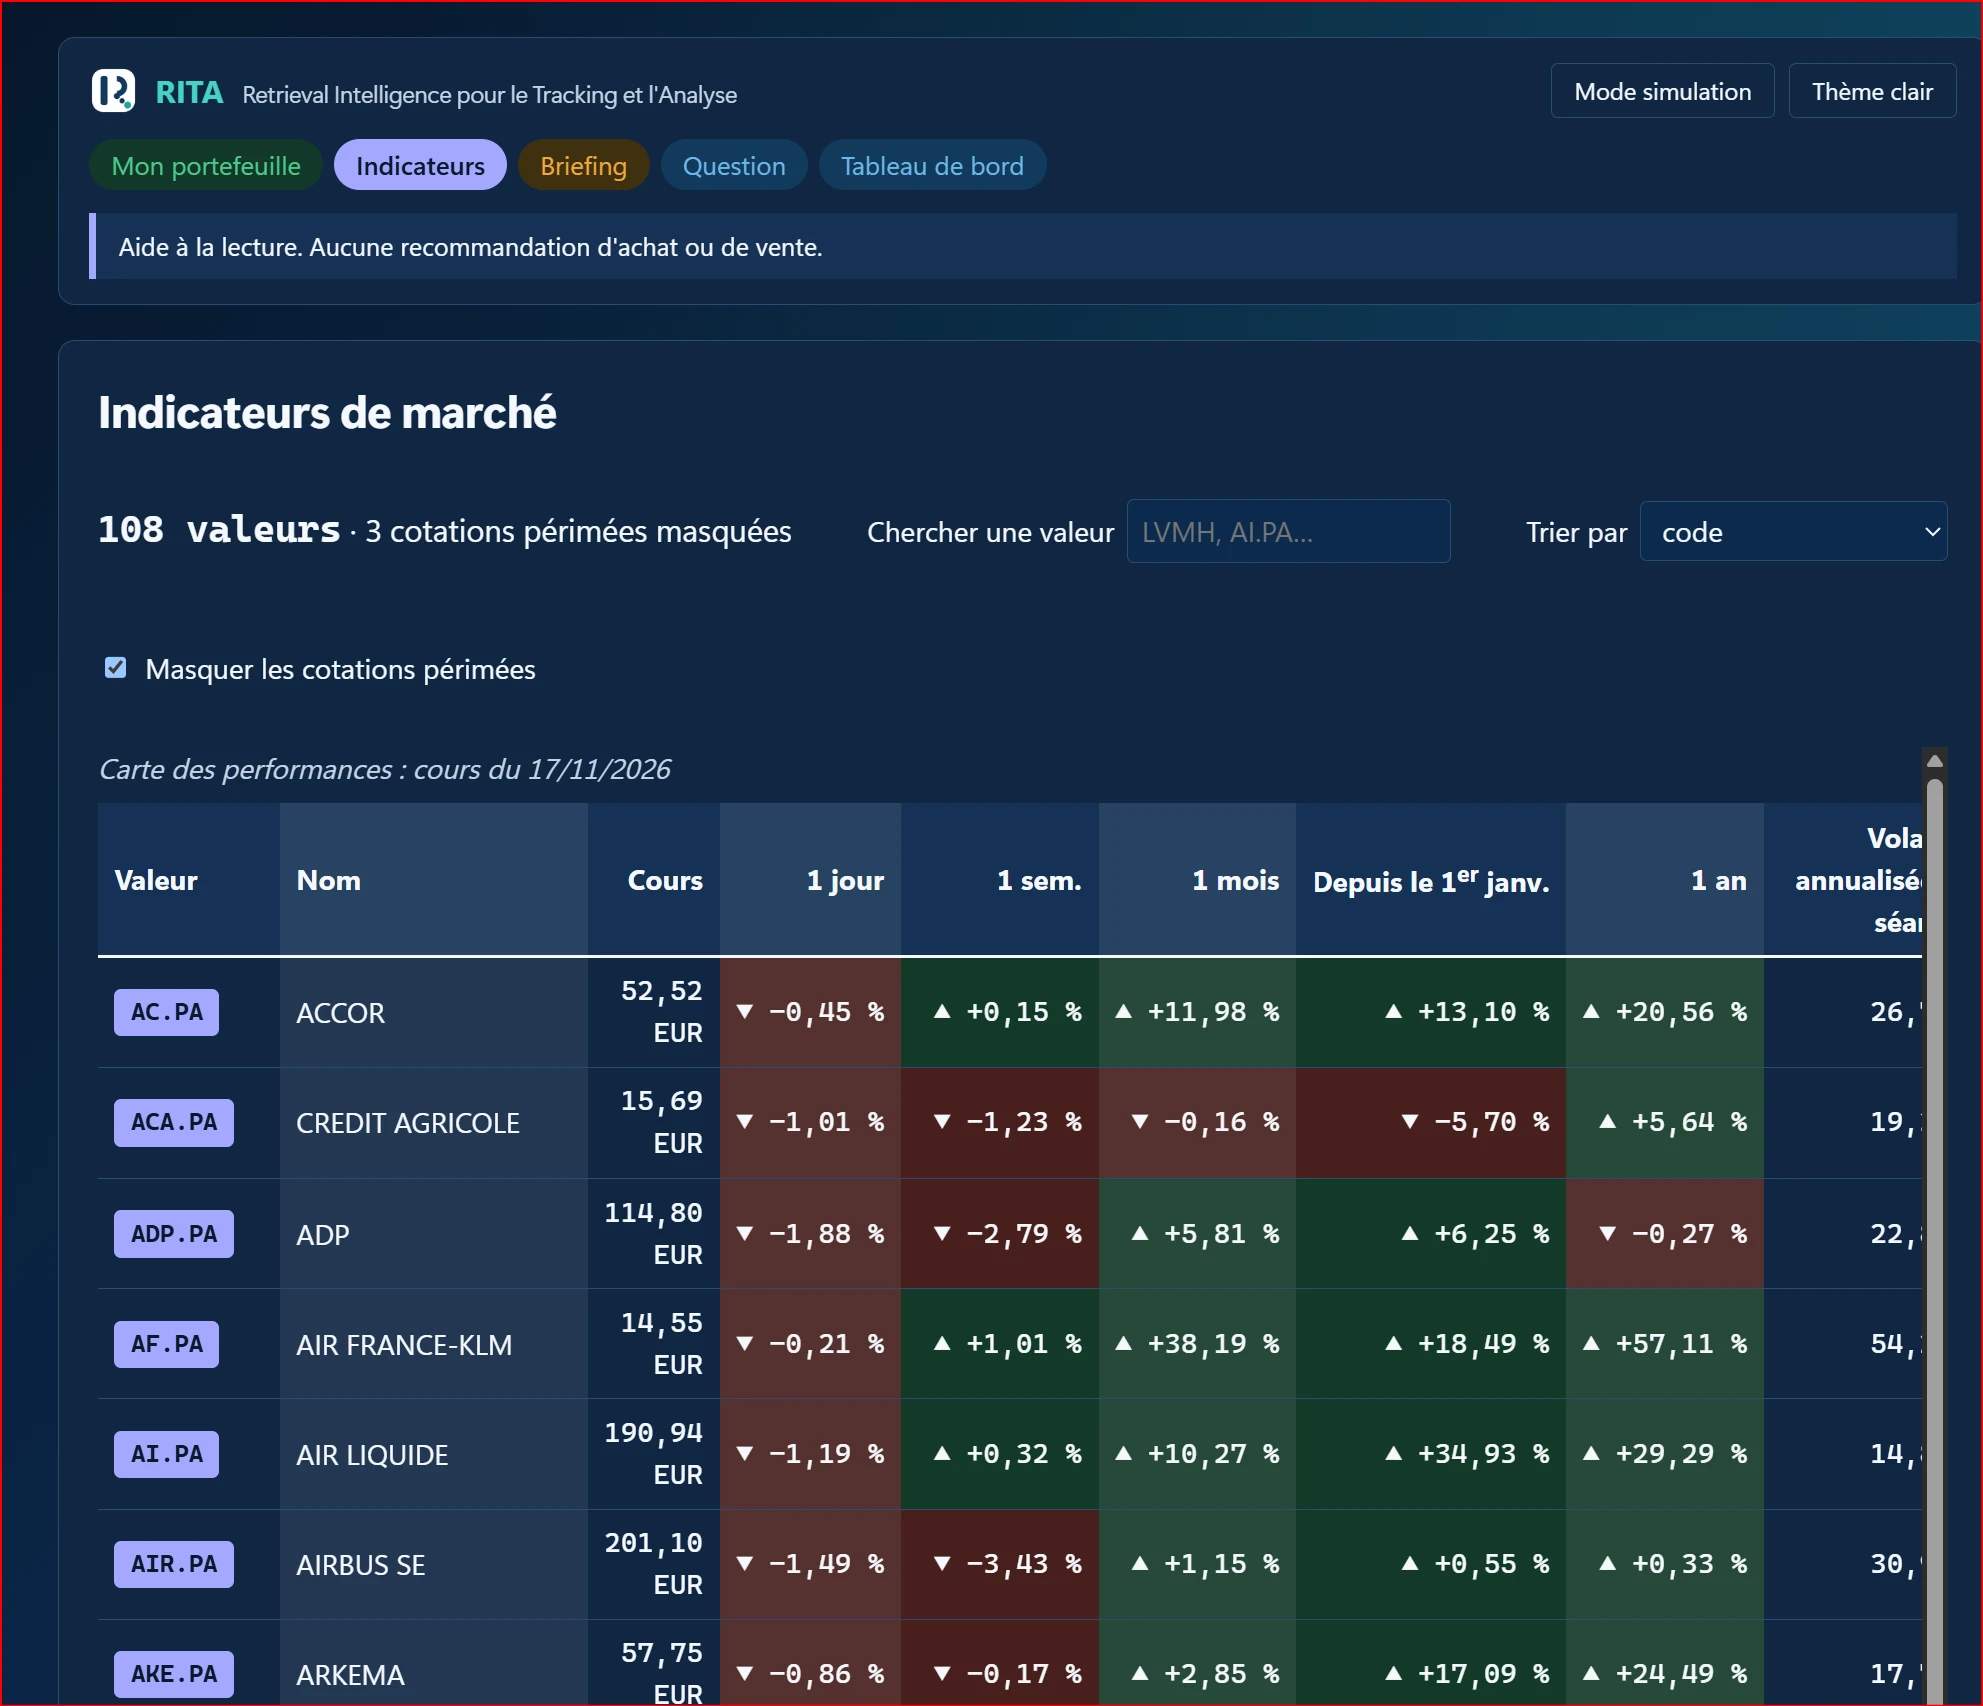 RITA Retrieval Intelligence pour le Tracking et l'Analyse
Mode simulation
Thème clair
Mon portefeuille
Indicateurs
Briefing
Question
Tableau de bord
Aide à la lecture. Aucune recommandation d'achat ou de vente.
Indicateurs de marché
108 valeurs · 3 cotations périmées masquées
Chercher une valeur LVMH, AI.PA...
Trier par code
Masquer les cotations périmées
Carte des performances : cours du 17/11/2026
Valeur Nom Cours 1 jour 1 sem. 1 mois Depuis le 1er janv. 1 an
AC.PA ACCOR 52,52 EUR ▼ −0,45 % ▲ +0,15 % ▲ +11,98 % ▲ +13,10 % ▲ +20,56 % 26,
ACA.PA CREDIT AGRICOLE 15,69 EUR ▼ −1,01 % ▼ −1,23 % ▼ −0,16 % ▼ −5,70 % ▲ +5,64 % 19,
ADP.PA ADP 114,80 EUR ▼ −1,88 % ▼ −2,79 % ▲ +5,81 % ▲ +6,25 % ▼ −0,27 % 22,
AF.PA AIR FRANCE-KLM 14,55 EUR ▼ −0,21 % ▲ +1,01 % ▲ +38,19 % ▲ +18,49 % ▲ +57,11 % 54,
AI.PA AIR LIQUIDE 190,94 EUR ▼ −1,19 % ▲ +0,32 % ▲ +10,27 % ▲ +34,93 % ▲ +29,29 % 14,
AIR.PA AIRBUS SE 201,10 EUR ▼ −1,49 % ▼ −3,43 % ▲ +1,15 % ▲ +0,55 % ▲ +0,33 % 30,
AKE.PA ARKEMA 57,75 EUR ▼ −0,86 % ▼ −0,17 % ▲ +2,85 % ▲ +17,09 % ▲ +24,49 % 17,